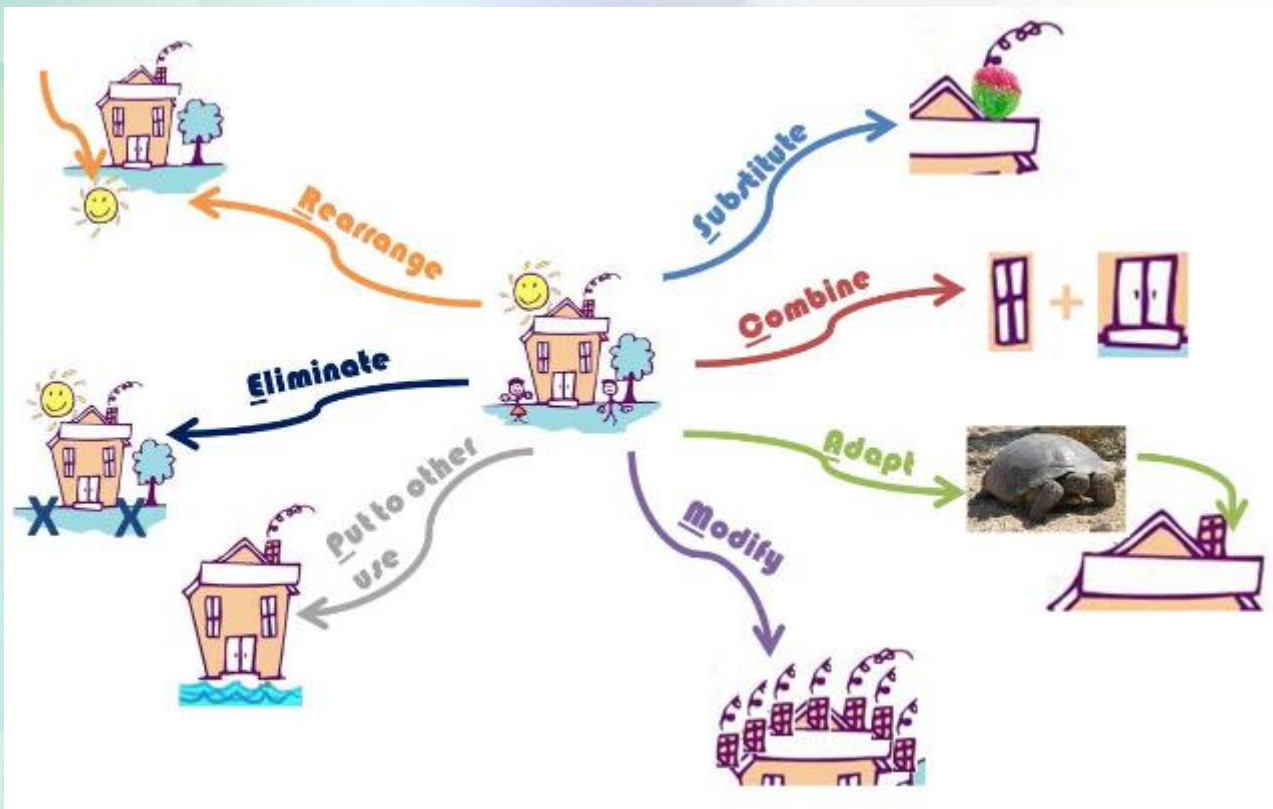 Substitute
Combine
Adapt
Modify
Put to other
use
Eliminate
Rearrange
X X
+